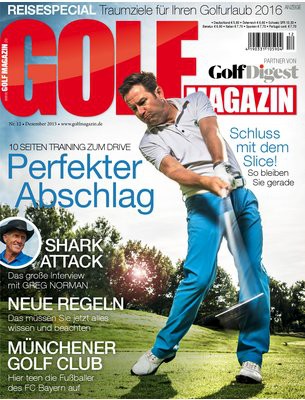 REISESPECIAL Traumziele für Ihren Golfurlaub 2016
ANZEIGE
GOLF
MAGAZIN
GOLF MAGAZIN
PARTNER VON
Golf Digest
Nr. 12 • Dezember 2015 • www.golfmagazin.de
10 SEITEN TRAINING ZUM DRIVE
Perfekter
Abschlag
Schluss
mit dem
Slice!
So bleiben
Sie gerade
SHARK
ATTACK
Das große Interview
mit GREG NORMAN
NEUE REGELN
Das müssen Sie jetzt alles
wissen und beachten
MÜNCHENER
GOLF CLUB
Hier teen die Fußballer
des FC Bayern auf